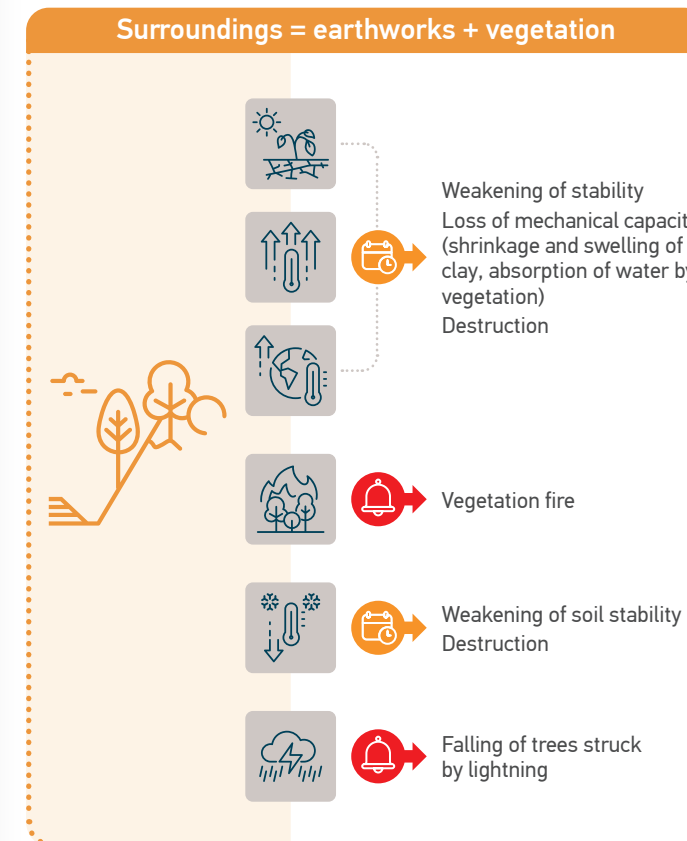 Surroundings = earthworks + vegetation
Weakening of stability
Loss of mechanical capacit
(shrinkage and swelling of
clay, absorption of water by
vegetation)
Destruction
Vegetation fire
Weakening of soil stability
Destruction
Falling of trees struck
by lightning